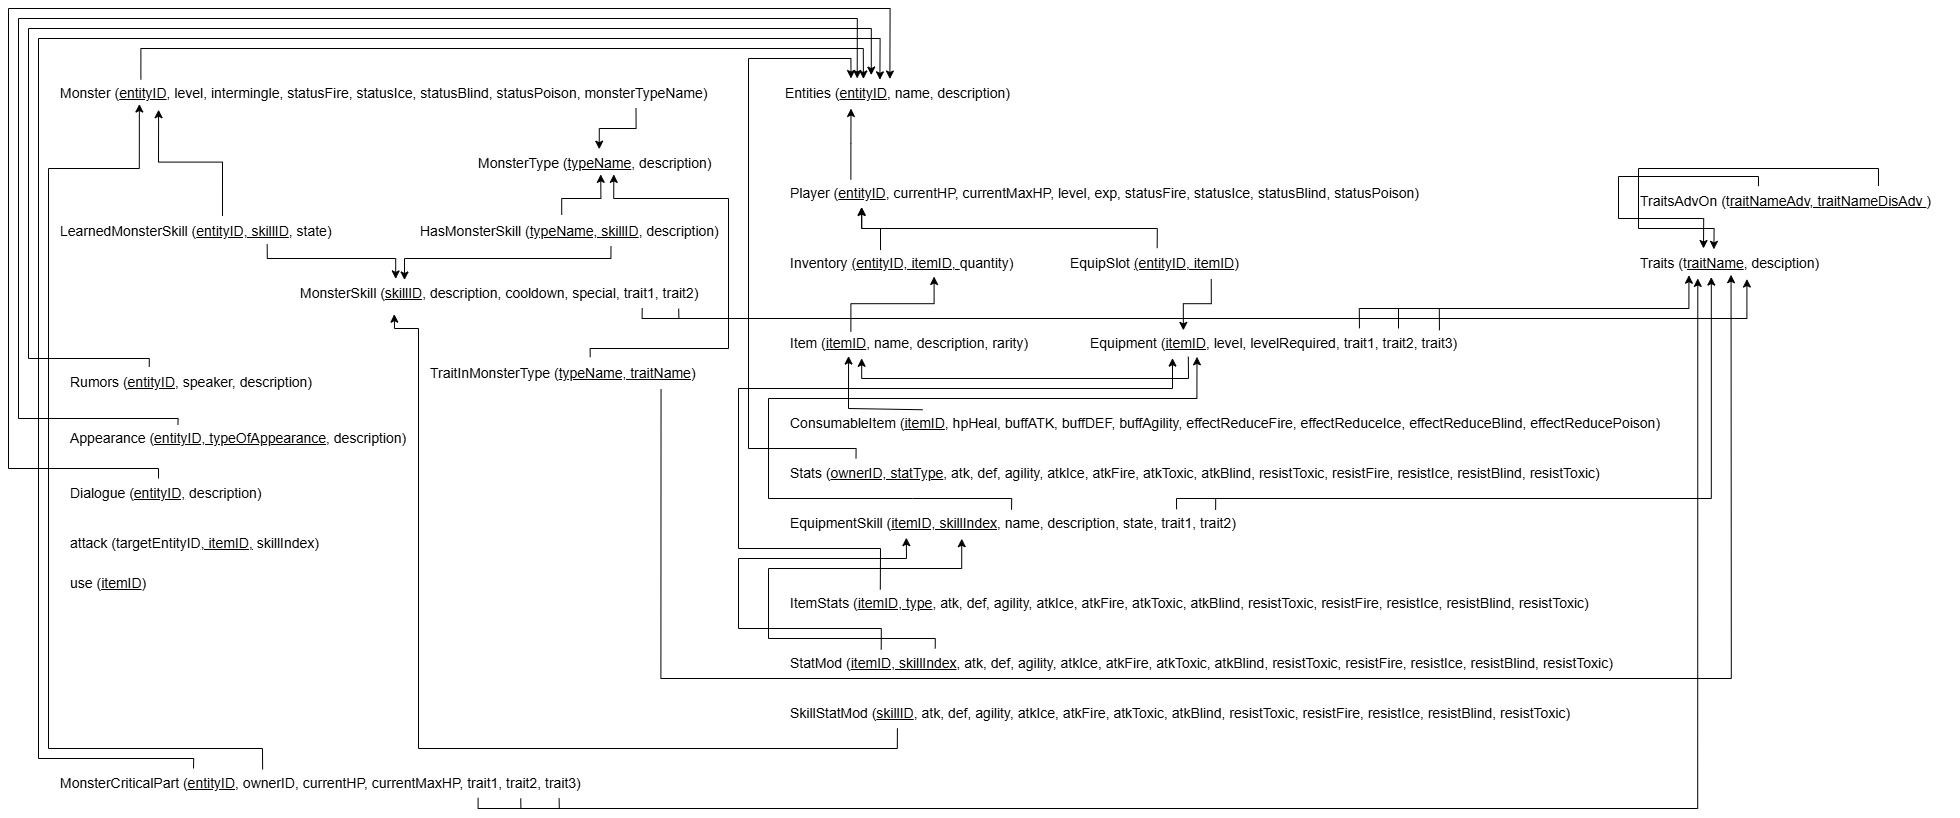 Monster (entityID, level, intermingle, statusFire, statusIce, statusBlind, statusPoison, monsterTypeName)
Entities (entityID, name, description)
MonsterType (typeName, description)
Player (entityID, currentHP, currentMaxHP, level, exp, statusFire, statusIce, statusBlind, statusPoison)
TraitsAdvOn (traitNameAdv, traitNameDisAdv )
LearnedMonsterSkill (entityID, skillID, state)
HasMonsterSkill (typeName, skillID, description)
Inventory (entityID, itemID, quantity)
EquipSlot (entityID, itemID)
Traits (traitName, desciption)
MonsterSkill (skillID, description, cooldown, special, trait1, trait2)
Item (itemID, name, description, rarity)
Equipment (itemID, level, levelRequired, trait1, trait2, trait3)
TraitInMonsterType (typeName, traitName)
Rumors (entityID, speaker, description)
ConsumableItem (itemID, hpHeal, buffATK, buffDEF, buffAgility, effectReduceFire, effectReduceIce, effectReduceBlind, effectReducePoison)
Appearance (entityID, typeOfAppearance, description)
Stats (ownerID, statType, atk, def, agility, atkIce, atkFire, atkToxic, atkBlind, resistToxic, resistFire, resistIce, resistBlind, resistToxic)
Dialogue (entityID, description)
EquipmentSkill (itemID, skillIndex, name, description, state, trait1, trait2)
attack (targetEntityID, itemID, skillIndex)
use (itemID)
ItemStats (itemID, type, atk, def, agility, atkIce, atkFire, atkToxic, atkBlind, resistToxic, resistFire, resistIce, resistBlind, resistToxic)
StatMod (itemID, skillIndex, atk, def, agility, atkIce, atkFire, atkToxic, atkBlind, resistToxic, resistFire, resistIce, resistBlind, resistToxic)
SkillStatMod (skillID, atk, def, agility, atkIce, atkFire, atkToxic, atkBlind, resistToxic, resistFire, resistIce, resistBlind, resistToxic)
MonsterCriticalPart (entityID, ownerID, currentHP, currentMaxHP, trait1, trait2, trait3)